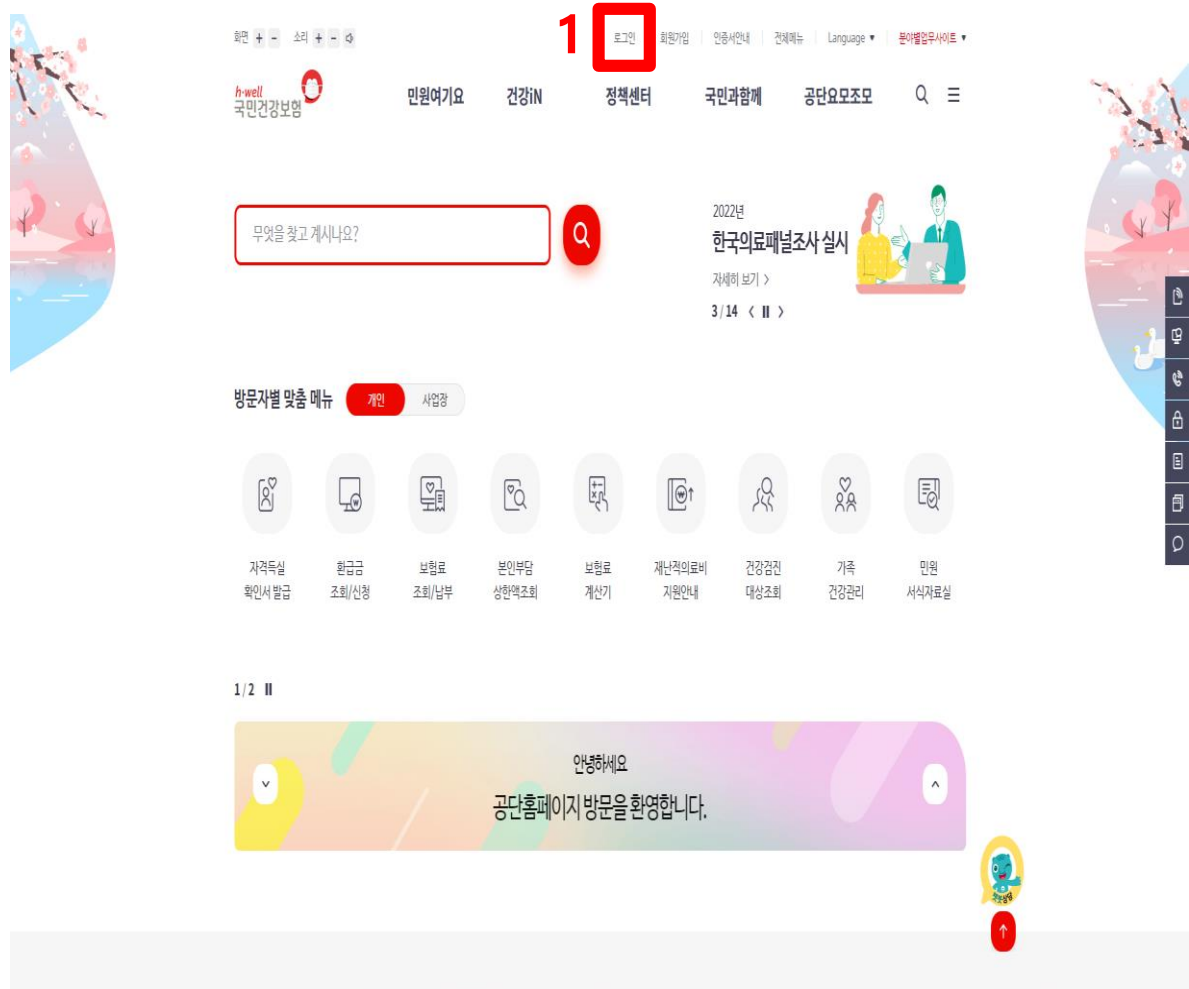 화면 + - 소리 + -
1
로그인 회원가입 인증서안내 전체메뉴 Language ▾ 분야별업무사이트 ▾
h·well
국민건강보험
민원여기요 건강iN 정책센터 국민과함께 공단요모조모
무엇을 찾고 계시나요?
2022년
한국의료패널조사 실시
자세히 보기 >
3/14 < II >
방문자별 맞춤 메뉴 개인 사업장
자격득실 확인서 발급
환급금 조회/신청
보험료 조회/납부
본인부담 상한액조회
보험료 계산기
재난적의료비 지원안내
건강검진 대상조회
가족 건강관리
민원 서식자료실
1/2 II
안녕하세요
공단홈페이지 방문을 환영합니다.